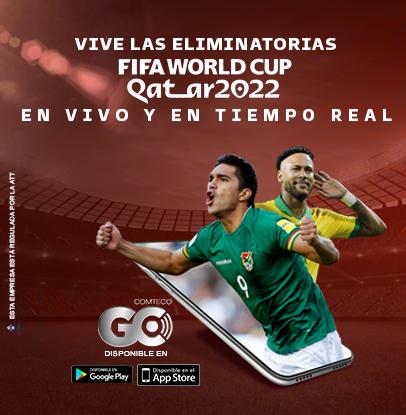 VIVE LAS ELIMINATORIAS
FIFA WORLD CUP
Qatar2022
EN VIVO Y EN TIEMPO REAL
ESTA EMPRESA ESTÁ REGULADA POR LA ATT
9
COMTECO
GO
DISPONIBLE EN
DISPONIBLE EN
Google Play
Disponible en el
App Store